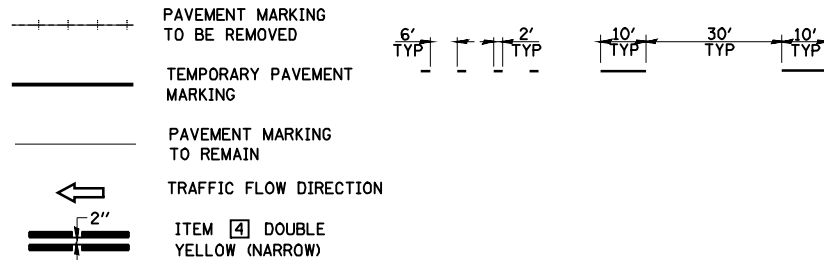 PAVEMENT MARKING
TO BE REMOVED
6'
TYP
2'
TYP
10'
TYP
30'
TYP
10'
TYP
TEMPORARY PAVEMENT
MARKING
PAVEMENT MARKING
TO REMAIN
TRAFFIC FLOW DIRECTION
2"
ITEM 4 DOUBLE
YELLOW (NARROW)